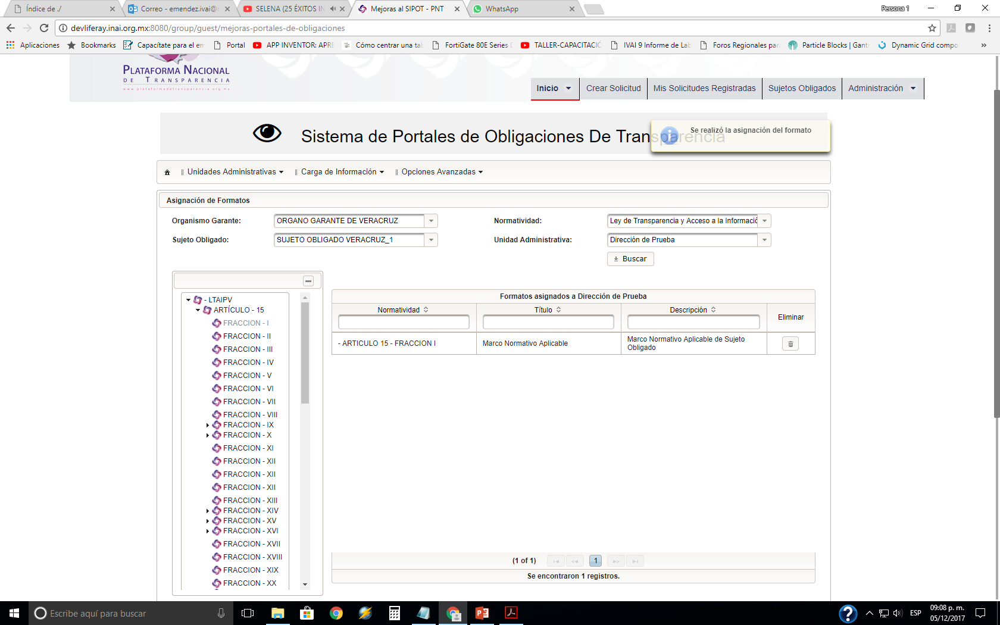 Índice de ./
Correo - emendez.ivai@
SELENA (25 ÉXITOS IN
Mejoras al SIPOT - PNT
WhatsApp
Persona 1
devliferay.inai.org.mx:8080/group/guest/mejoras-portales-de-obligaciones
Aplicaciones
Bookmarks
Capacítate para el em
Portal
APP INVENTOR: APRE
Cómo centrar una tab
FortiGate 80E Series
TALLER-CAPACITACIÓ
IVAI 9 Informe de Lab
Foros Regionales para
Particle Blocks | Gant
Dynamic Grid compo
»
PLATAFORMA NACIONAL
DE TRANSPARENCIA
www.plataformadetransparencia.org.mx
Inicio
Crear Solicitud
Mis Solicitudes Registradas
Sujetos Obligados
Administración
Sistema de Portales de Obligaciones De Transparencia
Se realizó la asignación del formato
Unidades Administrativas
Carga de Información
Opciones Avanzadas
Asignación de Formatos
Organismo Garante:
ORGANO GARANTE DE VERACRUZ
Normatividad:
Ley de Transparencia y Acceso a la Informació
Sujeto Obligado:
SUJETO OBLIGADO VERACRUZ_1
Unidad Administrativa:
Dirección de Prueba
Buscar
- LTAIPV
ARTÍCULO - 15
FRACCION - I
FRACCION - II
FRACCION - III
FRACCION - IV
FRACCION - V
FRACCION - VI
FRACCION - VII
FRACCION - VIII
FRACCION - IX
FRACCION - X
FRACCION - XI
FRACCION - XII
FRACCION - XII
FRACCION - XII
FRACCION - XIII
FRACCION - XIV
FRACCION - XV
FRACCION - XVI
FRACCION - XVII
FRACCION - XVIII
FRACCION - XIX
FRACCION - XX
Formatos asignados a Dirección de Prueba
Normatividad
Título
Descripción
Eliminar
- ARTICULO 15 - FRACCION I
Marco Normativo Aplicable
Marco Normativo Aplicable de Sujeto
Obligado
(1 of 1)
1
Se encontraron 1 registros.
Escribe aquí para buscar
ESP
09:08 p. m.
05/12/2017